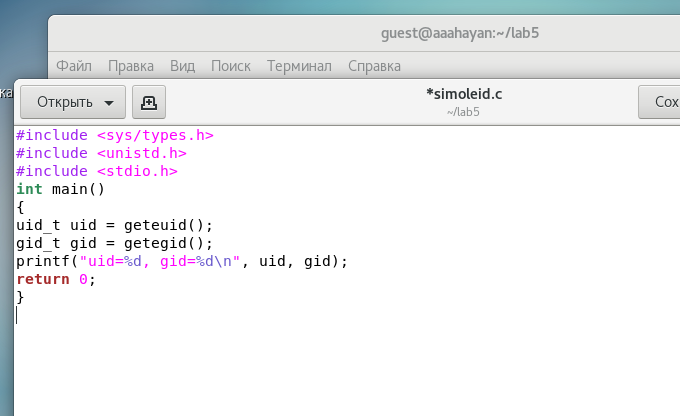 guest@aaahayan:~/lab5
Файл Правка Вид Поиск Терминал Справка
ка
Открыть
*simoleid.c
~/lab5
Сох
#include <sys/types.h>
#include <unistd.h>
#include <stdio.h>
int main()
{
uid_t uid = geteuid();
gid_t gid = getegid();
printf("uid=%d, gid=%d\n", uid, gid);
return 0;
}